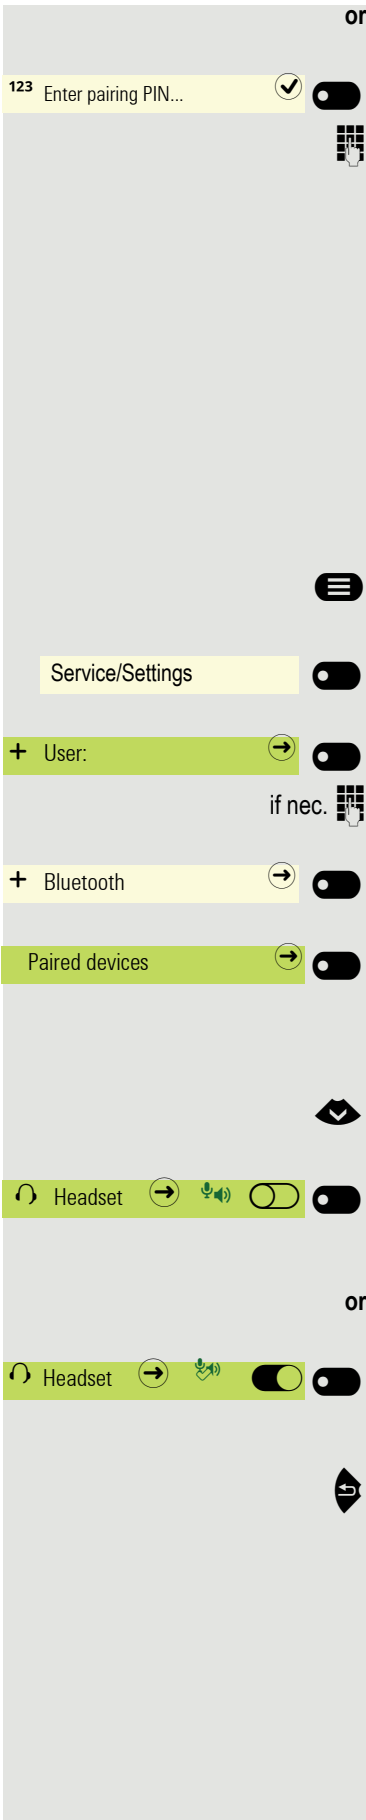 or
123 Enter pairing PIN...
Service/Settings
+ User:
if nec.
+ Bluetooth
Paired devices
Headset
or
Headset